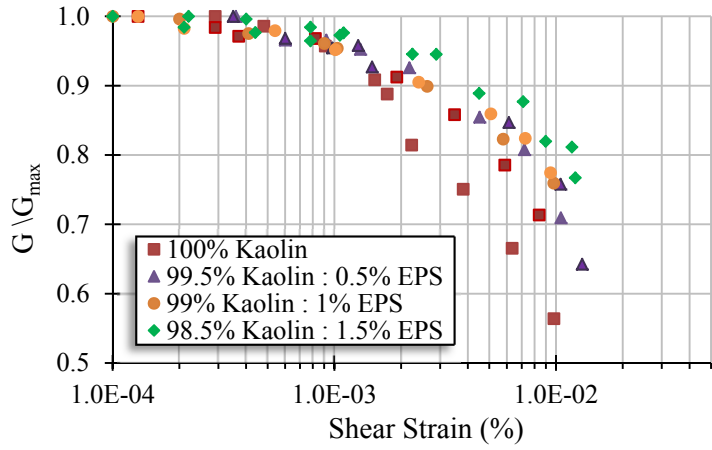 1.0
0.9
0.8
0.7
0.6
0.5
G \Gmax
100% Kaolin
99.5% Kaolin : 0.5% EPS
99% Kaolin : 1% EPS
98.5% Kaolin : 1.5% EPS
1.0E-04 1.0E-03 1.0E-02
Shear Strain (%)